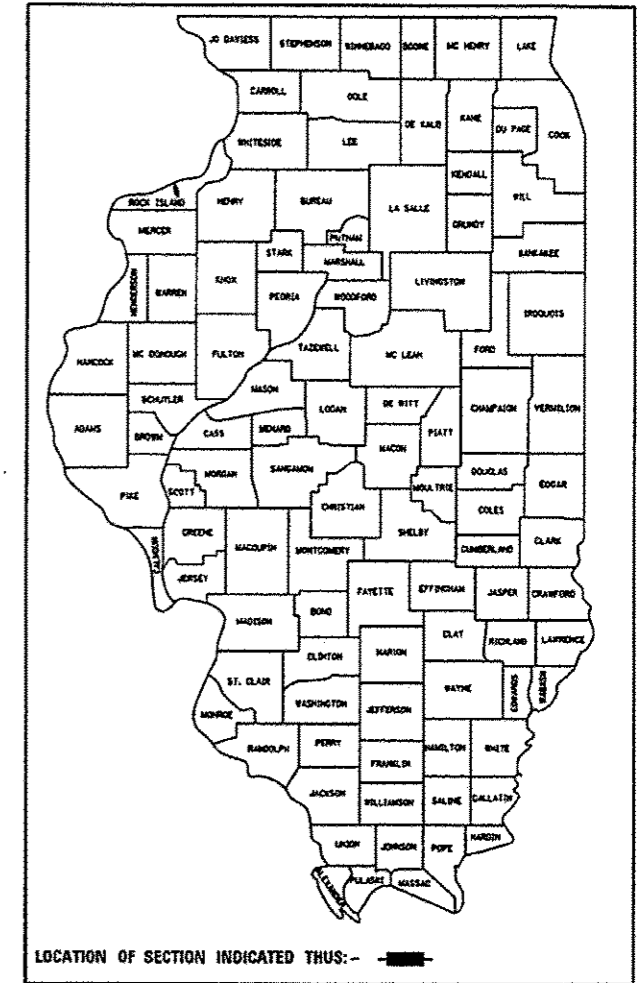 JO DAVIESS STEPHENSON WINNEBAGO BOONE MC HENRY LAKE
CARROLL OGLE DE KALB KANE DU PAGE COOK
WHITESIDE LEE KENDALL WILL
ROCK ISLAND HENRY BUREAU LA SALLE GRUNDY
MERCER PUTNAM KANKAKEE
STARK MARSHALL
HENDERSON WARREN KNOX PEORIA WOODFORD LIVINGSTON IROQUOIS
HANCOCK MC DONOUGH FULTON TAZEWELL MC LEAN FORD
SCHUYLER MASON LOGAN DE WITT CHAMPAIGN VERMILION
ADAMS BROWN CASS MENARD MACON PIATT
PIKE SCOTT MORGAN SANGAMON MOULTRIE DOUGLAS EDGAR
CHRISTIAN COLES
CALHOUN GREENE MACOUPIN MONTGOMERY SHELBY CUMBERLAND CLARK
JERSEY FAYETTE EFFINGHAM JASPER CRAWFORD
MADISON BOND CLAY RICHLAND LAWRENCE
CLINTON MARION
ST. CLAIR WASHINGTON JEFFERSON WAYNE EDWARDS WABASH
MONROE
RANDOLPH PERRY FRANKLIN HAMILTON WHITE
JACKSON WILLIAMSON SALINE GALLATIN
UNION JOHNSON POPE HARDIN
ALEXANDER PULASKI MASSAC
LOCATION OF SECTION INDICATED THUS:-